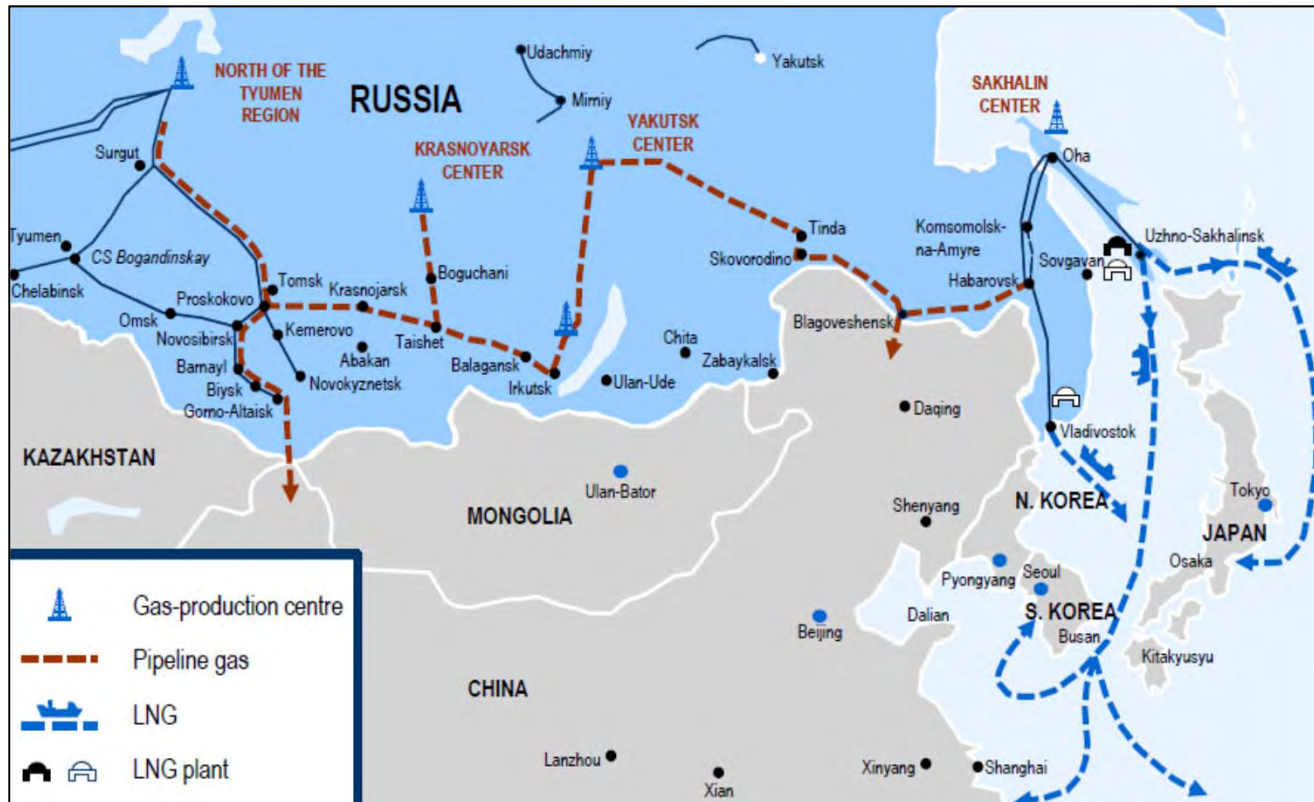 NORTH OF THE
TYUMEN
REGION
RUSSIA
Udachmiy
Mirniy
Yakutsk
SAKHALIN
CENTER
YAKUTSK
CENTER
KRASNOYARSK
CENTER
Surgut
Oha
Tyumen
CS Bogandinskay
Chelabinsk
Omsk
Proskokovo
Tomsk
Novosibirsk
Kemerovo
Barnayl
Biysk
Gorno-Altaisk
Novokyznetsk
Krasnojarsk
Abakan
Boguchani
Taishet
Balagansk
Irkutsk
Ulan-Ude
Chita
Zabaykalsk
Tinda
Skovorodino
Blagoveshensk
Komsomolsk-
na-Amyre
Habarovsk
Sovgavan
Uzhno-Sakhalinsk
Vladivostok
Daqing
KAZAKHSTAN
MONGOLIA
Ulan-Bator
Shenyang
N. KOREA
Pyongyang
Seoul
S. KOREA
Busan
Tokyo
JAPAN
Osaka
Kitakyusyu
Dalian
Beijing
CHINA
Lanzhou
Xian
Xinyang
Shanghai
Gas-production centre
Pipeline gas
LNG
LNG plant